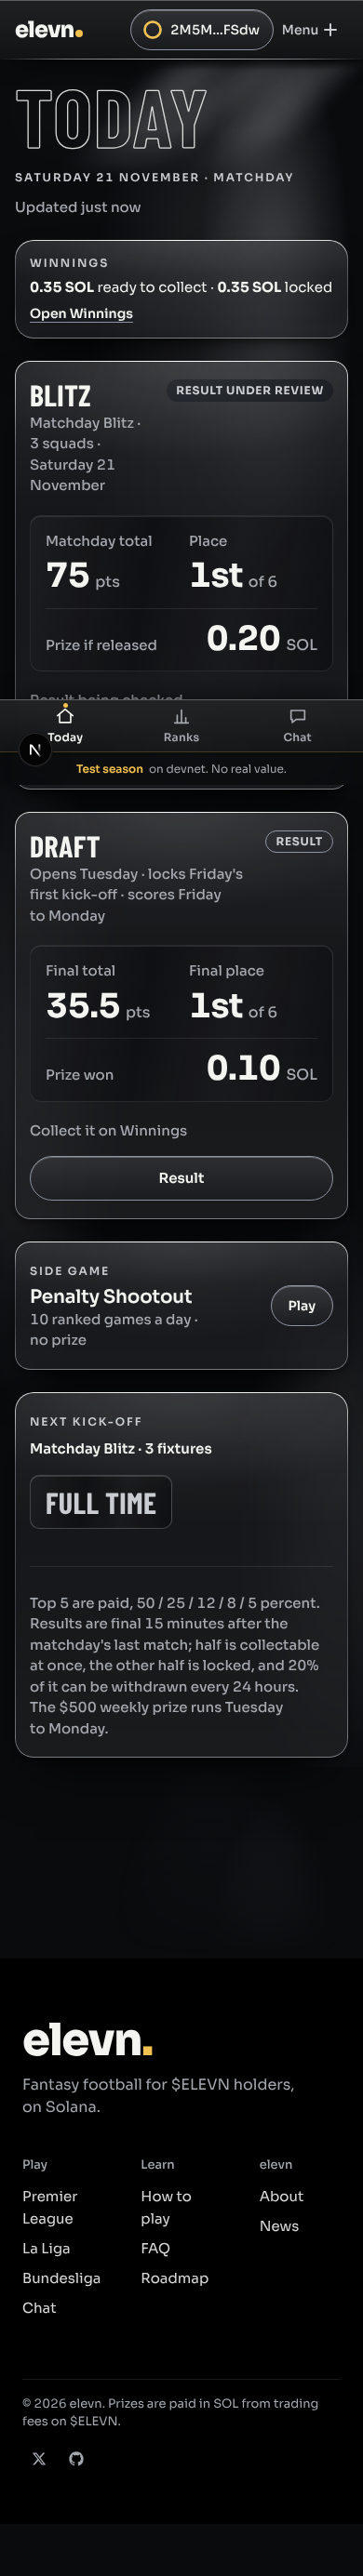 elevn.
2M5M...FSdw
Menu
TODAY
SATURDAY 21 NOVEMBER · MATCHDAY
Updated just now
WINNINGS
0.35 SOL ready to collect · 0.35 SOL locked
Open Winnings
BLITZ
RESULT UNDER REVIEW
Matchday Blitz ·
3 squads ·
Saturday 21
November
Matchday total
Place
75 pts
1st of 6
Prize if released
0.20 SOL
Result being checked
Today
Ranks
Chat
N
Test season on devnet. No real value.
DRAFT
RESULT
Opens Tuesday · locks Friday's
first kick-off · scores Friday
to Monday
Final total
Final place
35.5 pts
1st of 6
Prize won
0.10 SOL
Collect it on Winnings
Result
SIDE GAME
Penalty Shootout
10 ranked games a day ·
no prize
Play
NEXT KICK-OFF
Matchday Blitz · 3 fixtures
FULL TIME
Top 5 are paid, 50 / 25 / 12 / 8 / 5 percent.
Results are final 15 minutes after the
matchday's last match; half is collectable
at once, the other half is locked, and 20%
of it can be withdrawn every 24 hours.
The $500 weekly prize runs Tuesday
to Monday.
elevn.
Fantasy football for $ELEVN holders,
on Solana.
Play
Learn
elevn
Premier
League
How to
play
About
La Liga
FAQ
News
Bundesliga
Roadmap
Chat
© 2026 elevn. Prizes are paid in SOL from trading
fees on $ELEVN.